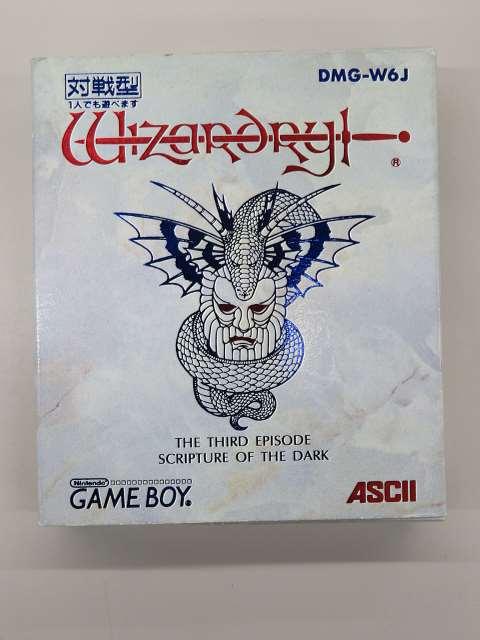 対戦型
DMG-W6J
1人でも遊べます
Wizardry
®
THE THIRD EPISODE
SCRIPTURE OF THE DARK
Nintendo
GAME BOY®
ASCII